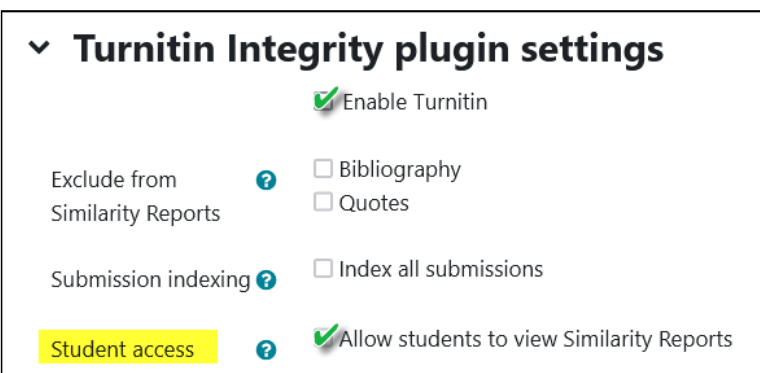 Turnitin Integrity plugin settings
Enable Turnitin
Exclude from
Similarity Reports
?
Bibliography
Quotes
Submission indexing ?
Index all submissions
Student access ?
Allow students to view Similarity Reports